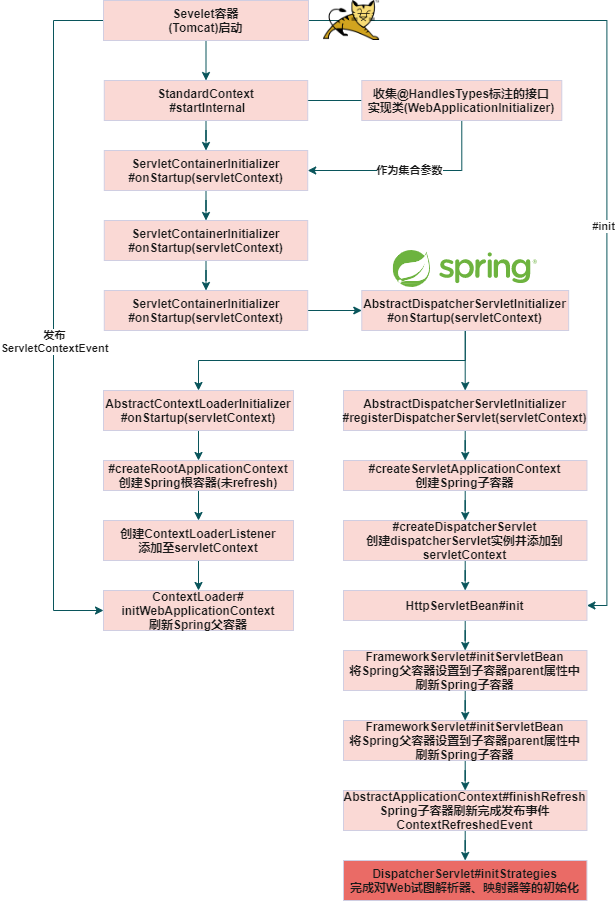 Sevelet容器
(Tomcat)启动
StandardContext
#startInternal
收集@HandlesTypes标注的接口
实现类(WebApplicationInitializer)
ServletContainerInitializer
#onStartup(servletContext)
作为集合参数
ServletContainerInitializer
#onStartup(servletContext)
#init
spring
ServletContainerInitializer
#onStartup(servletContext)
AbstractDispatcherServletInitializer
#onStartup(servletContext)
发布
ServletContextEvent
AbstractContextLoaderInitializer
#onStartup(servletContext)
AbstractDispatcherServletInitializer
#registerDispatcherServlet(servletContext)
#createRootApplicationContext
创建Spring根容器(未refresh)
#createServletApplicationContext
创建Spring子容器
创建ContextLoaderListener
添加至servletContext
#createDispatcherServlet
创建dispatcherServlet实例并添加到
servletContext
ContextLoader#
initWebApplicationContext
刷新Spring父容器
HttpServletBean#init
FrameworkServlet#initServletBean
将Spring父容器设置到子容器parent属性中
刷新Spring子容器
FrameworkServlet#initServletBean
将Spring父容器设置到子容器parent属性中
刷新Spring子容器
AbstractApplicationContext#finishRefresh
Spring子容器刷新完成发布事件
ContextRefreshedEvent
DispatcherServlet#initStrategies
完成对Web试图解析器、映射器等的初始化